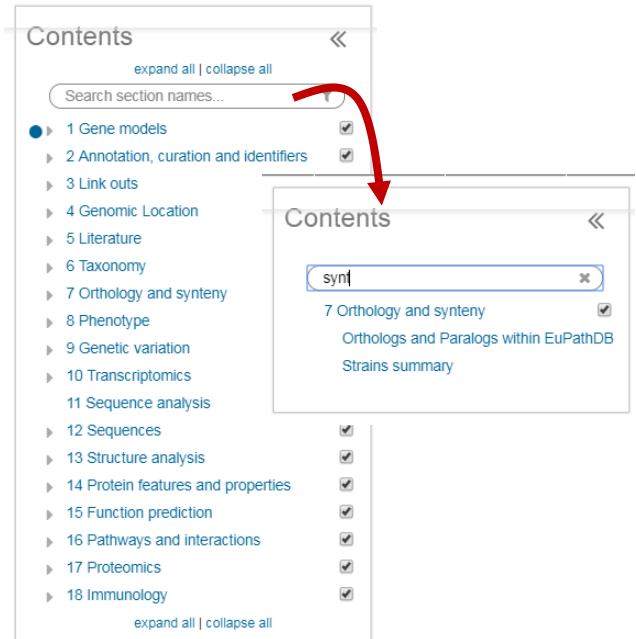 Contents
expand all | collapse all
Search section names...
1 Gene models
2 Annotation, curation and identifiers
3 Link outs
4 Genomic Location
5 Literature
6 Taxonomy
7 Orthology and synteny
8 Phenotype
9 Genetic variation
10 Transcriptomics
11 Sequence analysis
12 Sequences
13 Structure analysis
14 Protein features and properties
15 Function prediction
16 Pathways and interactions
17 Proteomics
18 Immunology
expand all | collapse all
Contents
synt
7 Orthology and synteny
Orthologs and Paralogs within EuPathDB
Strains summary